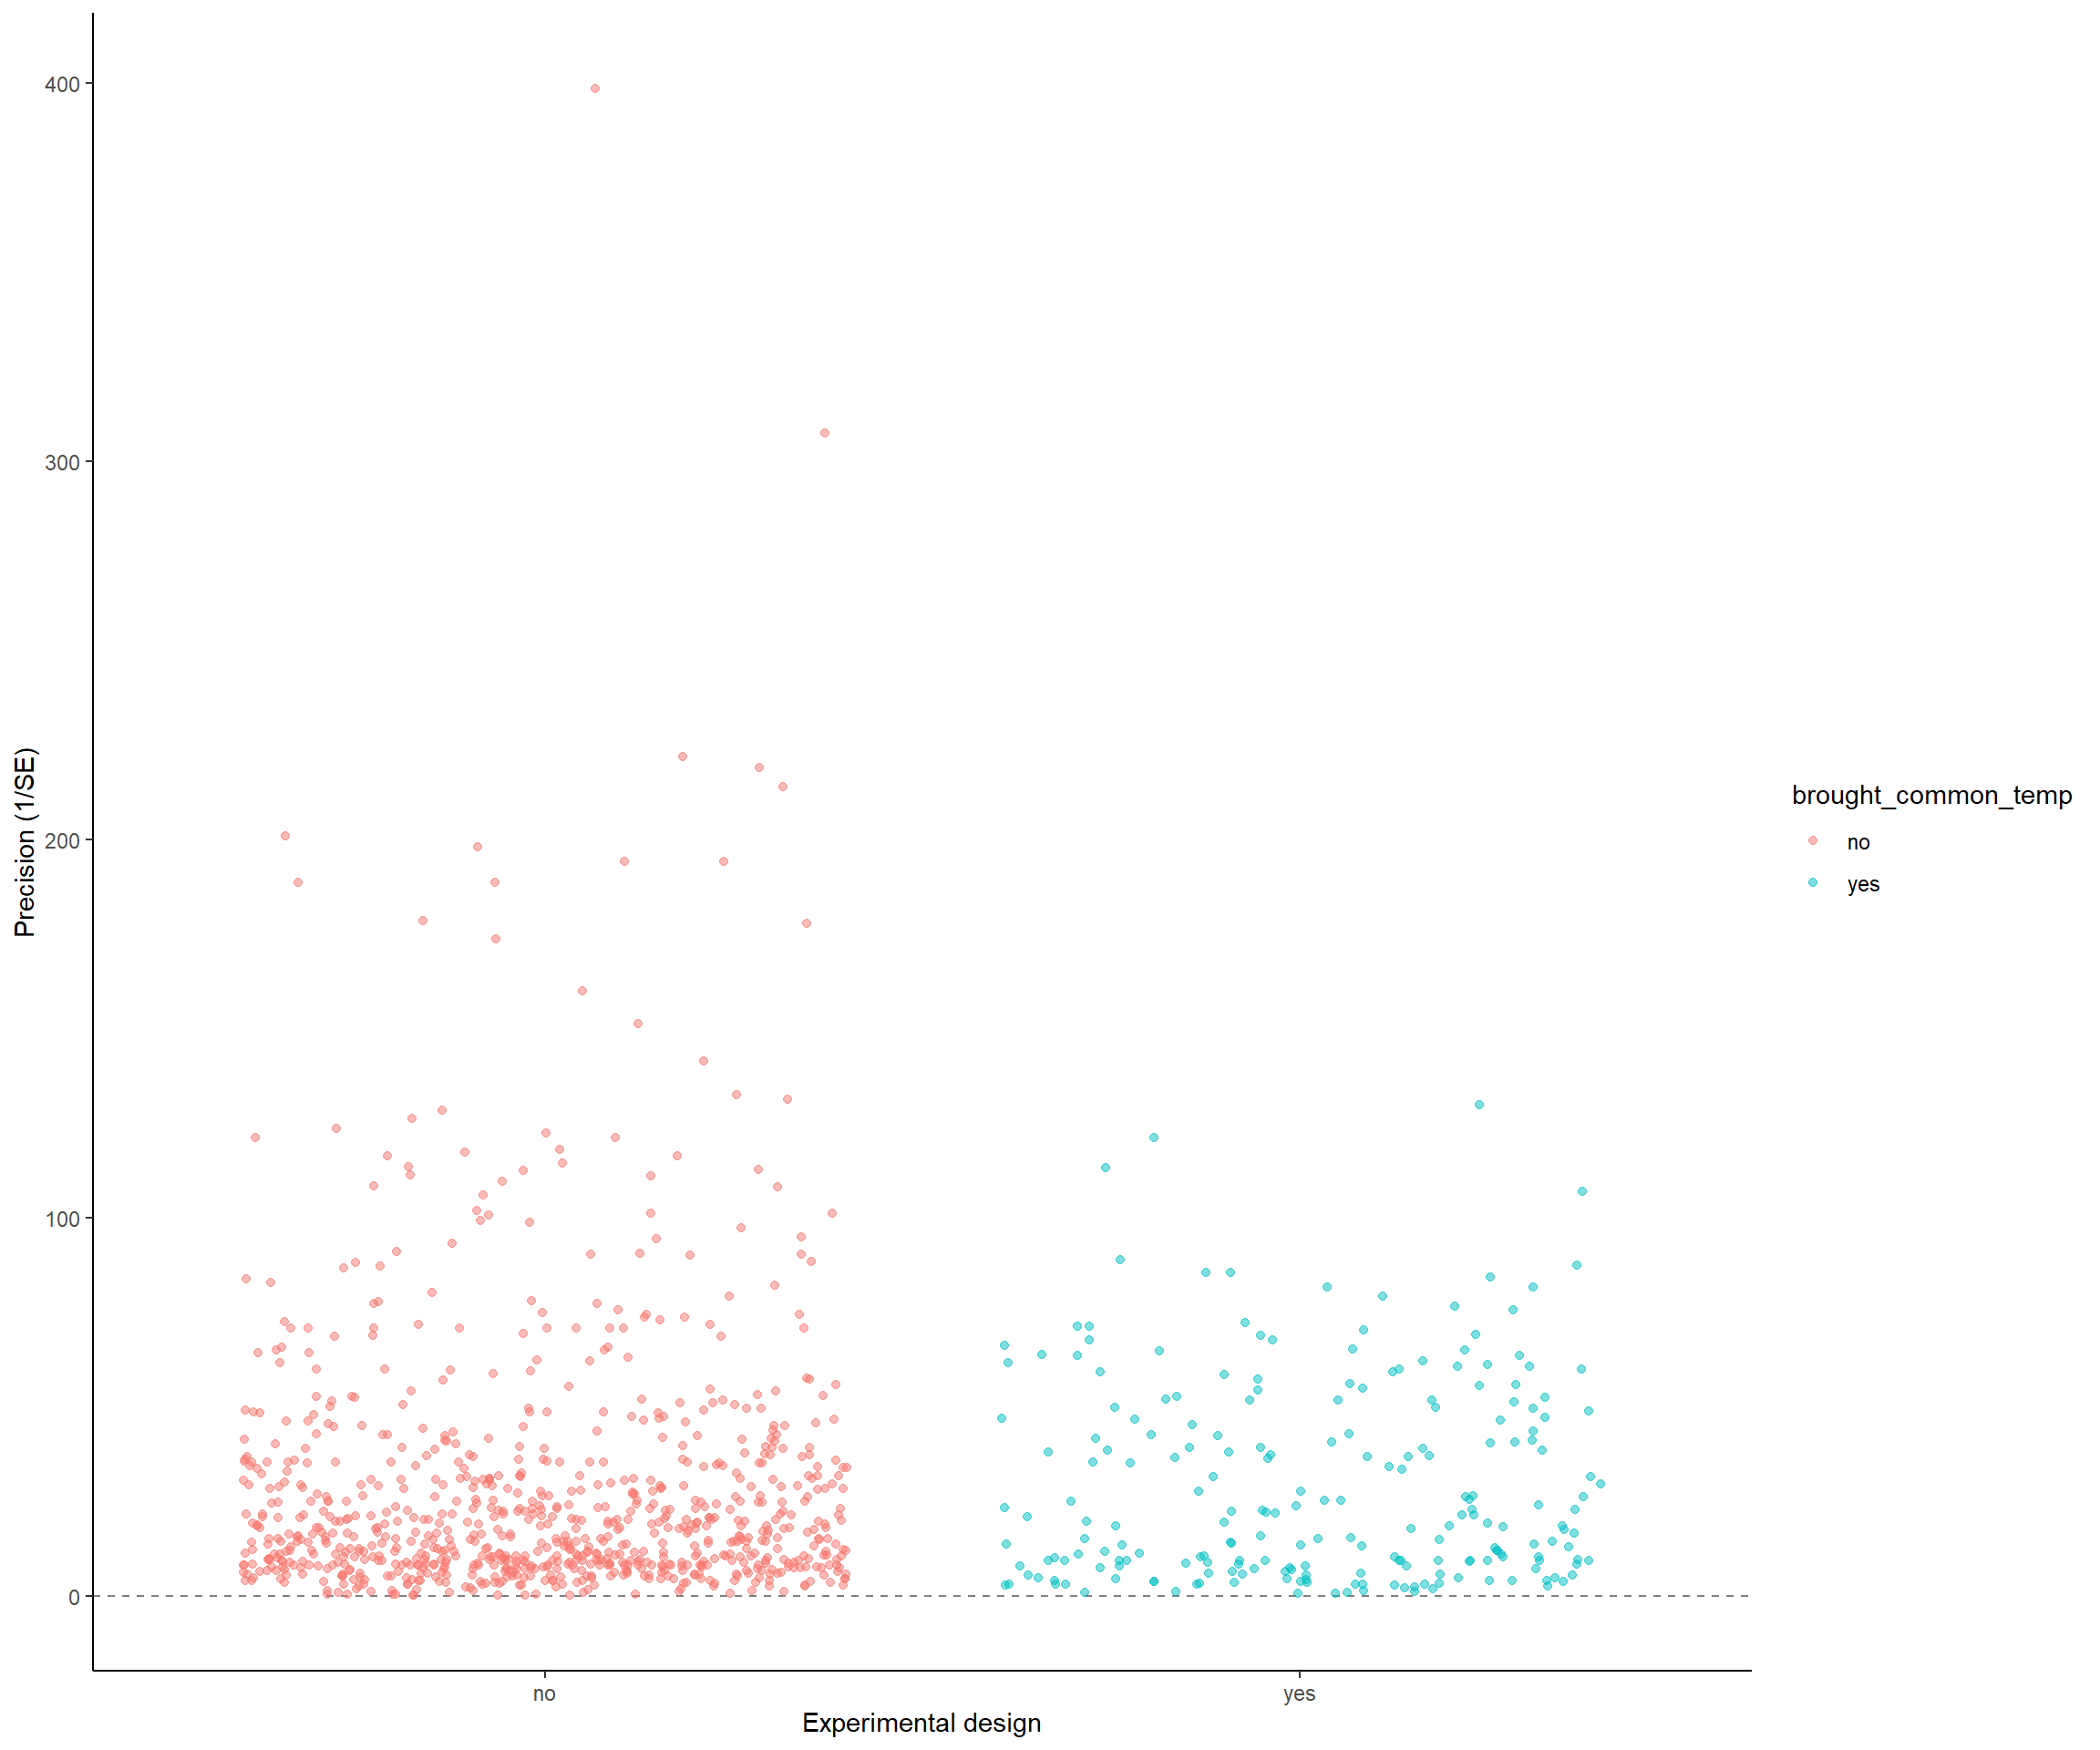 400
300
200
100
0
Precision (1/SE)
no
yes
Experimental design
brought_common_temp
no
yes